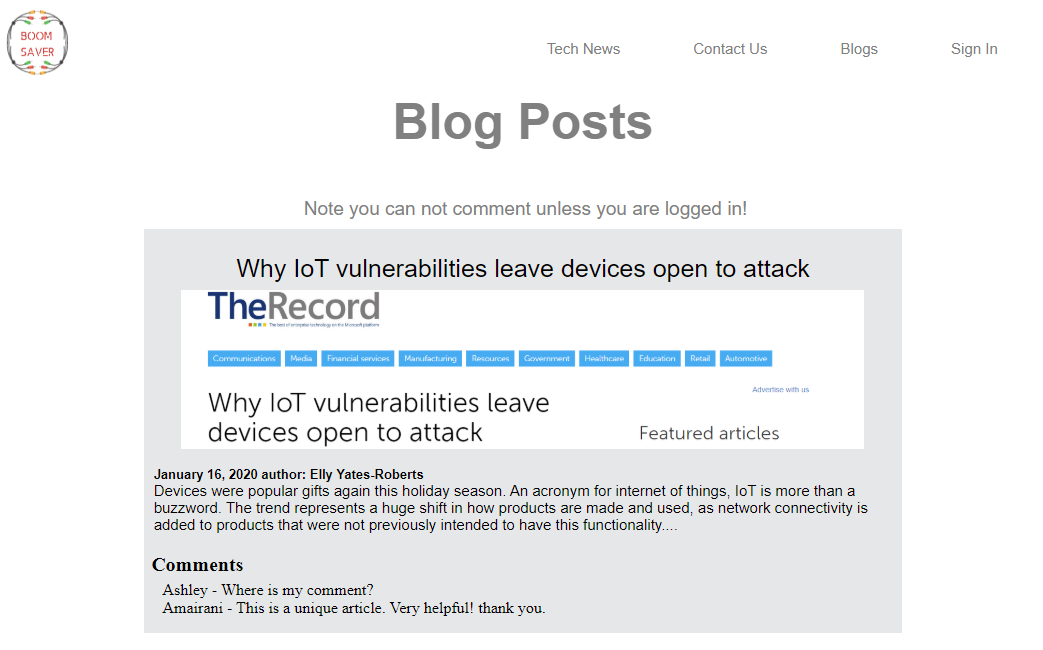 BOOM
SAVER
Tech News Contact Us Blogs Sign In
Blog Posts
Note you can not comment unless you are logged in!
Why IoT vulnerabilities leave devices open to attack
TheRecord
The best of enterprise technology on the Microsoft platform
Communications Media Financial services Manufacturing Resources Government Healthcare Education Retail Automotive
Advertise with us
Why IoT vulnerabilities leave
devices open to attack
Featured articles
January 16, 2020 author: Elly Yates-Roberts
Devices were popular gifts again this holiday season. An acronym for internet of things, IoT is more than a
buzzword. The trend represents a huge shift in how products are made and used, as network connectivity is
added to products that were not previously intended to have this functionality....
Comments
Ashley - Where is my comment?
Amairani - This is a unique article. Very helpful! thank you.